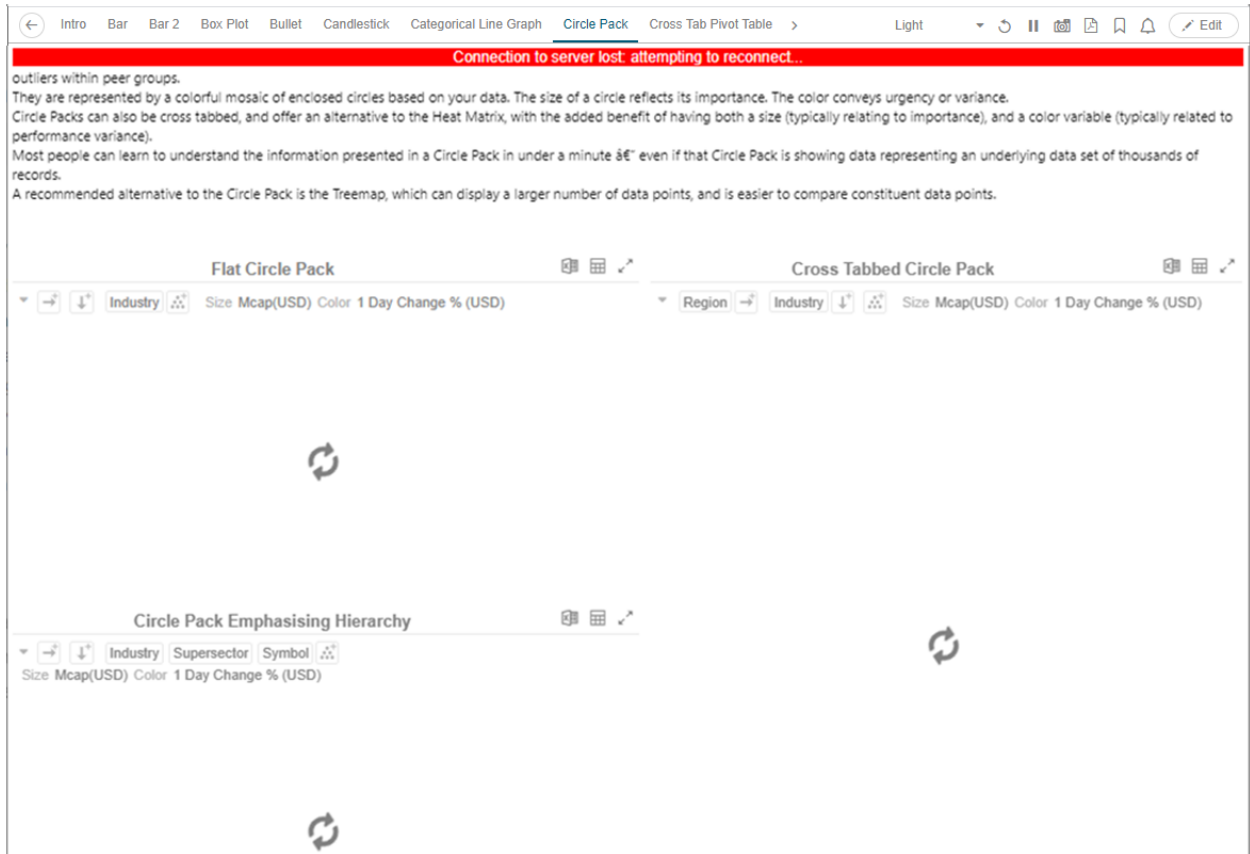 Intro Bar Bar 2 Box Plot Bullet Candlestick Categorical Line Graph Circle Pack Cross Tab Pivot Table Light Edit
Connection to server lost: attempting to reconnect...
outliers within peer groups.
They are represented by a colorful mosaic of enclosed circles based on your data. The size of a circle reflects its importance. The color conveys urgency or variance.
Circle Packs can also be cross tabbed, and offer an alternative to the Heat Matrix, with the added benefit of having both a size (typically relating to importance), and a color variable (typically related to
performance variance).
Most people can learn to understand the information presented in a Circle Pack in under a minute â€“ even if that Circle Pack is showing data representing an underlying data set of thousands of
records.
A recommended alternative to the Circle Pack is the Treemap, which can display a larger number of data points, and is easier to compare constituent data points.
Flat Circle Pack
Industry Size Mcap(USD) Color 1 Day Change % (USD)
Cross Tabbed Circle Pack
Region Industry Size Mcap(USD) Color 1 Day Change % (USD)
Circle Pack Emphasising Hierarchy
Industry Supersector Symbol
Size Mcap(USD) Color 1 Day Change % (USD)